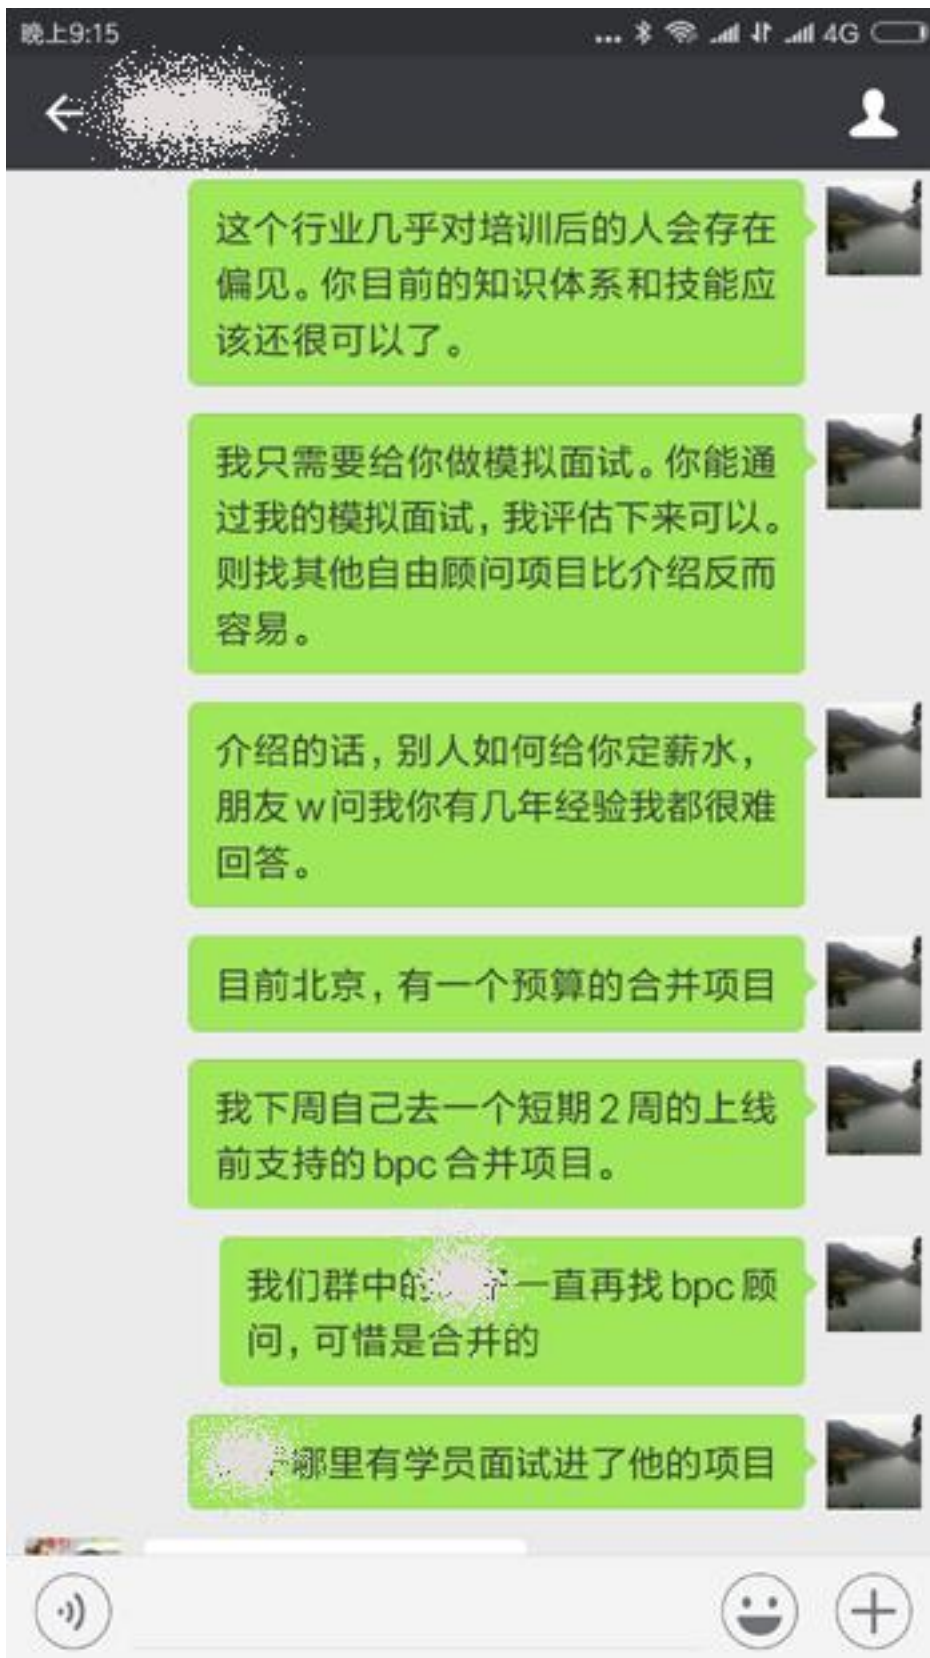 晚上9:15
... 4G
这个行业几乎对培训后的人会存在
偏见。你目前的知识体系和技能应
该还很可以了。
我只需要给你做模拟面试。你能通
过我的模拟面试，我评估下来可以。
则找其他自由顾问项目比介绍反而
容易。
介绍的话，别人如何给你定薪水，
朋友w问我你有几年经验我都很难
回答。
目前北京，有一个预算的合并项目
我下周自己去一个短期2周的上线
前支持的bpc合并项目。
我们群中的 一直再找bpc顾
问，可惜是合并的
哪里有学员面试进了他的项目